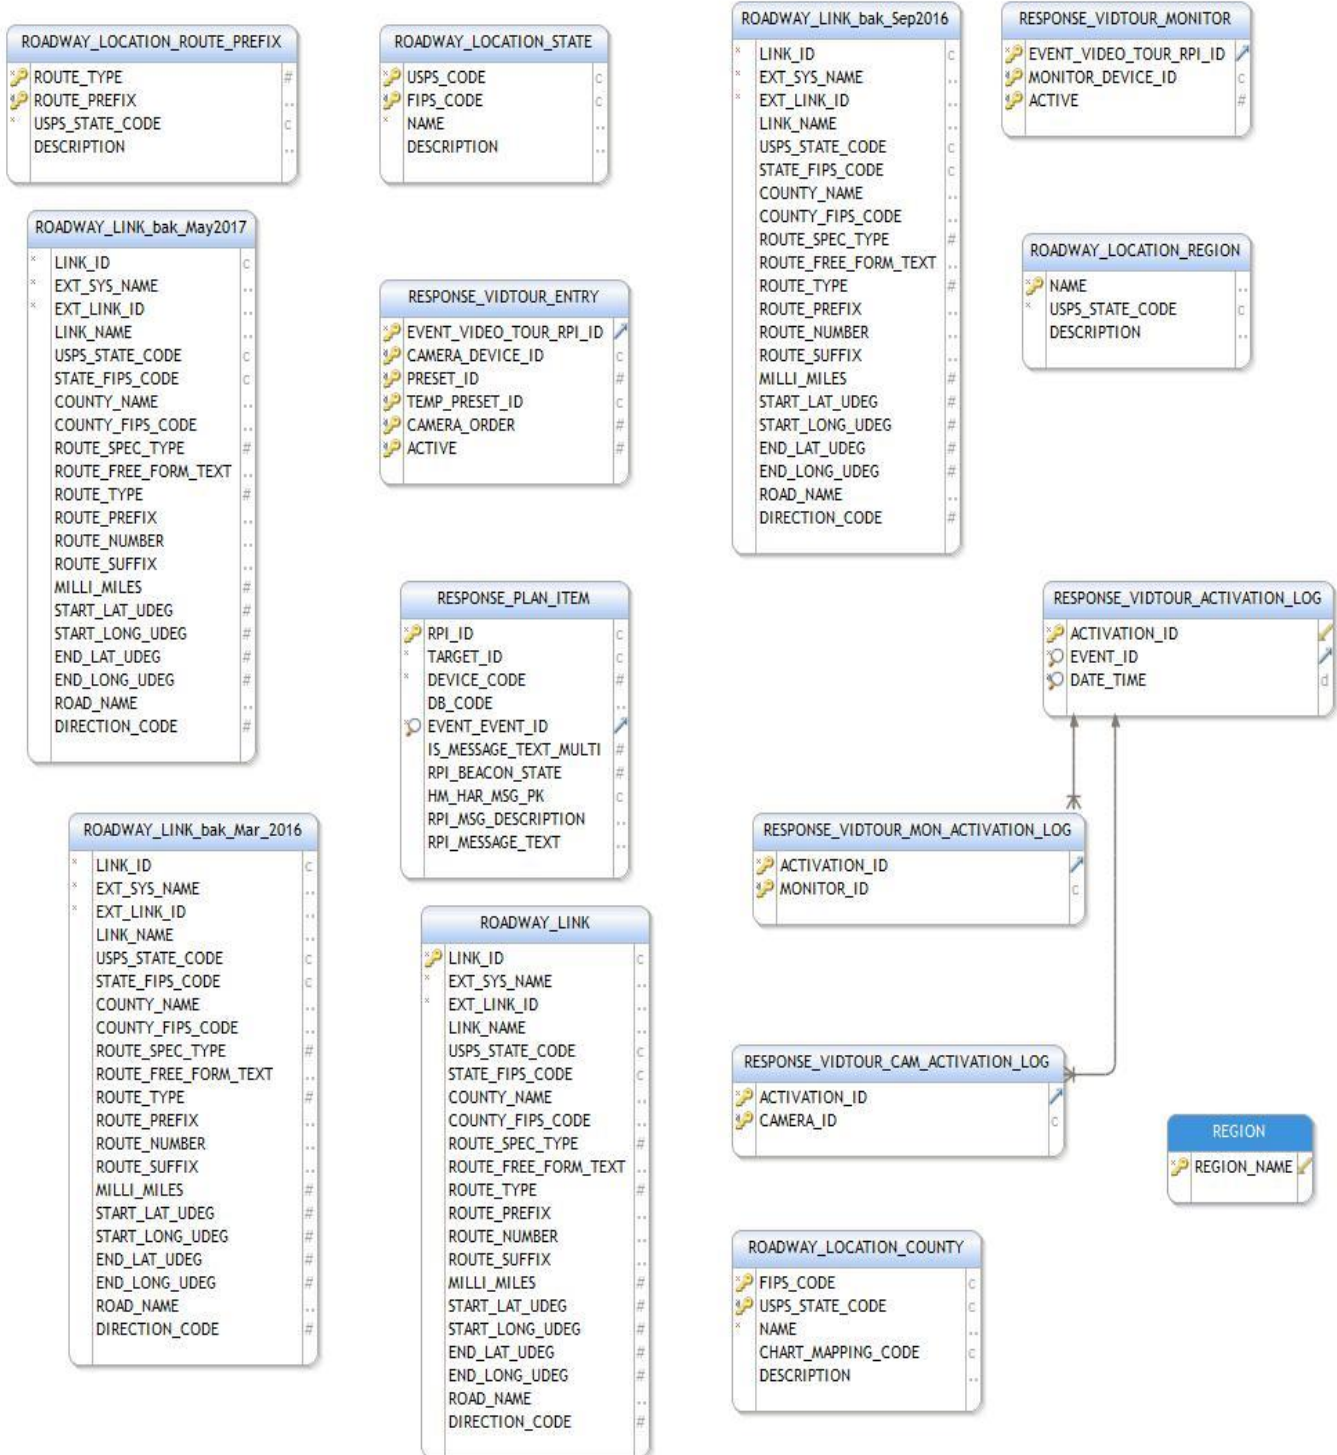 ROADWAY_LOCATION_ROUTE_PREFIX
ROUTE_TYPE #
ROUTE_PREFIX ..
USPS_STATE_CODE c
DESCRIPTION ..
ROADWAY_LOCATION_STATE
USPS_CODE c
FIPS_CODE c
NAME ..
DESCRIPTION ..
ROADWAY_LINK_bak_Sep2016
LINK_ID c
EXT_SYS_NAME ..
EXT_LINK_ID ..
LINK_NAME ..
USPS_STATE_CODE c
STATE_FIPS_CODE c
COUNTY_NAME ..
COUNTY_FIPS_CODE ..
ROUTE_SPEC_TYPE #
ROUTE_FREE_FORM_TEXT ..
ROUTE_TYPE #
ROUTE_PREFIX ..
ROUTE_NUMBER ..
ROUTE_SUFFIX ..
MILLI_MILES #
START_LAT_UDEG #
START_LONG_UDEG #
END_LAT_UDEG #
END_LONG_UDEG #
ROAD_NAME ..
DIRECTION_CODE #
RESPONSE_VIDTOUR_MONITOR
EVENT_VIDEO_TOUR_RPI_ID
MONITOR_DEVICE_ID c
ACTIVE #
ROADWAY_LINK_bak_May2017
LINK_ID c
EXT_SYS_NAME ..
EXT_LINK_ID ..
LINK_NAME ..
USPS_STATE_CODE c
STATE_FIPS_CODE c
COUNTY_NAME ..
COUNTY_FIPS_CODE ..
ROUTE_SPEC_TYPE #
ROUTE_FREE_FORM_TEXT ..
ROUTE_TYPE #
ROUTE_PREFIX ..
ROUTE_NUMBER ..
ROUTE_SUFFIX ..
MILLI_MILES #
START_LAT_UDEG #
START_LONG_UDEG #
END_LAT_UDEG #
END_LONG_UDEG #
ROAD_NAME ..
DIRECTION_CODE #
RESPONSE_VIDTOUR_ENTRY
EVENT_VIDEO_TOUR_RPI_ID
CAMERA_DEVICE_ID c
PRESET_ID #
TEMP_PRESET_ID c
CAMERA_ORDER #
ACTIVE #
ROADWAY_LOCATION_REGION
NAME ..
USPS_STATE_CODE c
DESCRIPTION ..
RESPONSE_PLAN_ITEM
RPI_ID c
TARGET_ID c
DEVICE_CODE #
DB_CODE ..
EVENT_EVENT_ID
IS_MESSAGE_TEXT_MULTI #
RPI_BEACON_STATE #
HM_HAR_MSG_PK c
RPI_MSG_DESCRIPTION ..
RPI_MESSAGE_TEXT ..
RESPONSE_VIDTOUR_ACTIVATION_LOG
ACTIVATION_ID
EVENT_ID
DATE_TIME d
ROADWAY_LINK_bak_Mar_2016
LINK_ID c
EXT_SYS_NAME ..
EXT_LINK_ID ..
LINK_NAME ..
USPS_STATE_CODE c
STATE_FIPS_CODE c
COUNTY_NAME ..
COUNTY_FIPS_CODE ..
ROUTE_SPEC_TYPE #
ROUTE_FREE_FORM_TEXT ..
ROUTE_TYPE #
ROUTE_PREFIX ..
ROUTE_NUMBER ..
ROUTE_SUFFIX ..
MILLI_MILES #
START_LAT_UDEG #
START_LONG_UDEG #
END_LAT_UDEG #
END_LONG_UDEG #
ROAD_NAME ..
DIRECTION_CODE #
ROADWAY_LINK
LINK_ID c
EXT_SYS_NAME ..
EXT_LINK_ID ..
LINK_NAME ..
USPS_STATE_CODE c
STATE_FIPS_CODE c
COUNTY_NAME ..
COUNTY_FIPS_CODE ..
ROUTE_SPEC_TYPE #
ROUTE_FREE_FORM_TEXT ..
ROUTE_TYPE #
ROUTE_PREFIX ..
ROUTE_NUMBER ..
ROUTE_SUFFIX ..
MILLI_MILES #
START_LAT_UDEG #
START_LONG_UDEG #
END_LAT_UDEG #
END_LONG_UDEG #
ROAD_NAME ..
DIRECTION_CODE #
RESPONSE_VIDTOUR_MON_ACTIVATION_LOG
ACTIVATION_ID
MONITOR_ID c
RESPONSE_VIDTOUR_CAM_ACTIVATION_LOG
ACTIVATION_ID
CAMERA_ID c
REGION
REGION_NAME
ROADWAY_LOCATION_COUNTY
FIPS_CODE c
USPS_STATE_CODE c
NAME ..
CHART_MAPPING_CODE c
DESCRIPTION ..